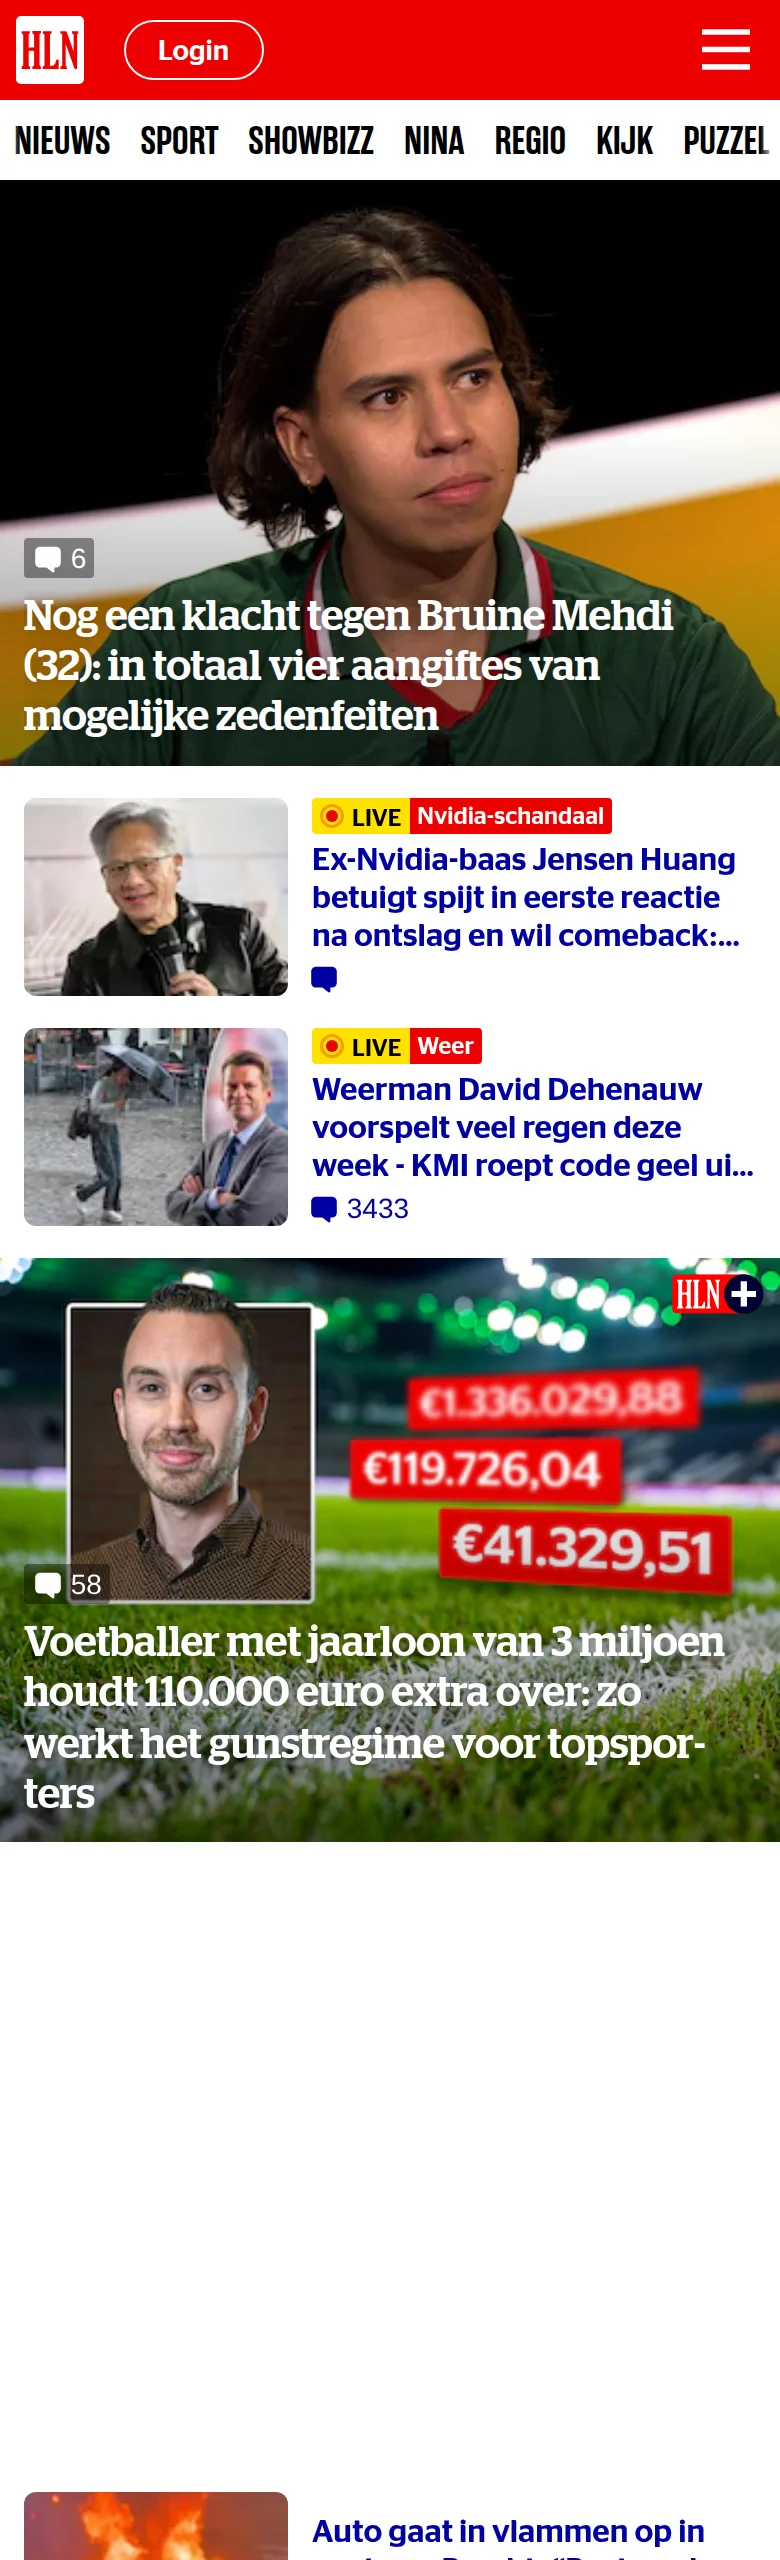 HLN
Login
NIEUWS SPORT SHOWBIZZ NINA REGIO KIJK PUZZEL
6
Nog een klacht tegen Bruine Mehdi
(32): in totaal vier aangiftes van
mogelijke zedenfeiten
LIVE Nvidia-schandaal
Ex-Nvidia-baas Jensen Huang
betuigt spijt in eerste reactie
na ontslag en wil comeback:...
LIVE Weer
Weerman David Dehenauw
voorspelt veel regen deze
week - KMI roept code geel ui...
3433
HLN+
€1.336.029,88
€119.726,04
€41.329,51
58
Voetballer met jaarloon van 3 miljoen
houdt 110.000 euro extra over: zo
werkt het gunstregime voor topspor-
ters
Auto gaat in vlammen op in